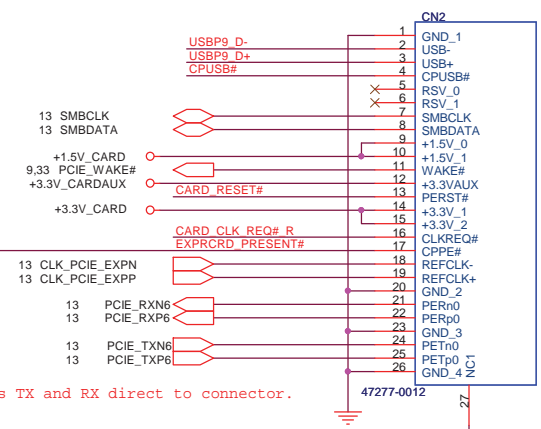 CN2
1 GND_1
USBP9_D- 2 USB-
USBP9_D+ 3 USB+
CPUSB# 4 CPUSB#
5 RSV_0
6 RSV_1
13 SMBCLK 7 SMBCLK
13 SMBDATA 8 SMBDATA
9 +1.5V_0
+1.5V_CARD 10 +1.5V_1
9,33 PCIE_WAKE# 11 WAKE#
+3.3V_CARDAUX 12 +3.3VAUX
CARD_RESET# 13 PERST#
+3.3V_CARD 14 +3.3V_1
15 +3.3V_2
CARD_CLK_REQ#_R 16 CLKREQ#
EXPRCRD_PRESENT# 17 CPPE#
13 CLK_PCIE_EXPN 18 REFCLK-
13 CLK_PCIE_EXPP 19 REFCLK+
20 GND_2
13 PCIE_RXN6 21 PERn0
13 PCIE_RXP6 22 PERp0
23 GND_3
13 PCIE_TXN6 24 PETn0
13 PCIE_TXP6 25 PETp0
26 GND_4
NC1
s TX and RX direct to connector.
47277-0012
27